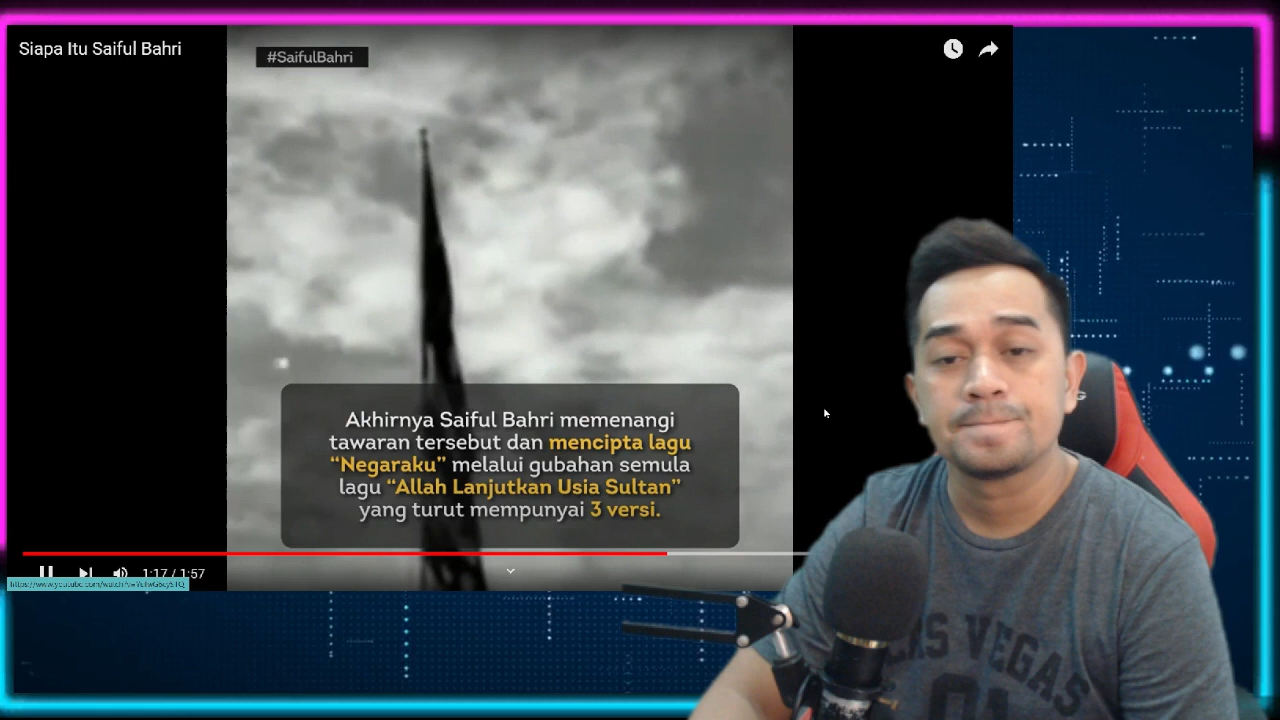 Siapa Itu Saiful Bahri
#SaifulBahri
Akhirnya Saiful Bahri memenangi
tawaran tersebut dan mencipta lagu
“Negaraku” melalui gubahan semula
lagu “Allah Lanjutkan Usia Sultan”
yang turut mempunyai 3 versi.
1:17 / 1:57
VEGAS